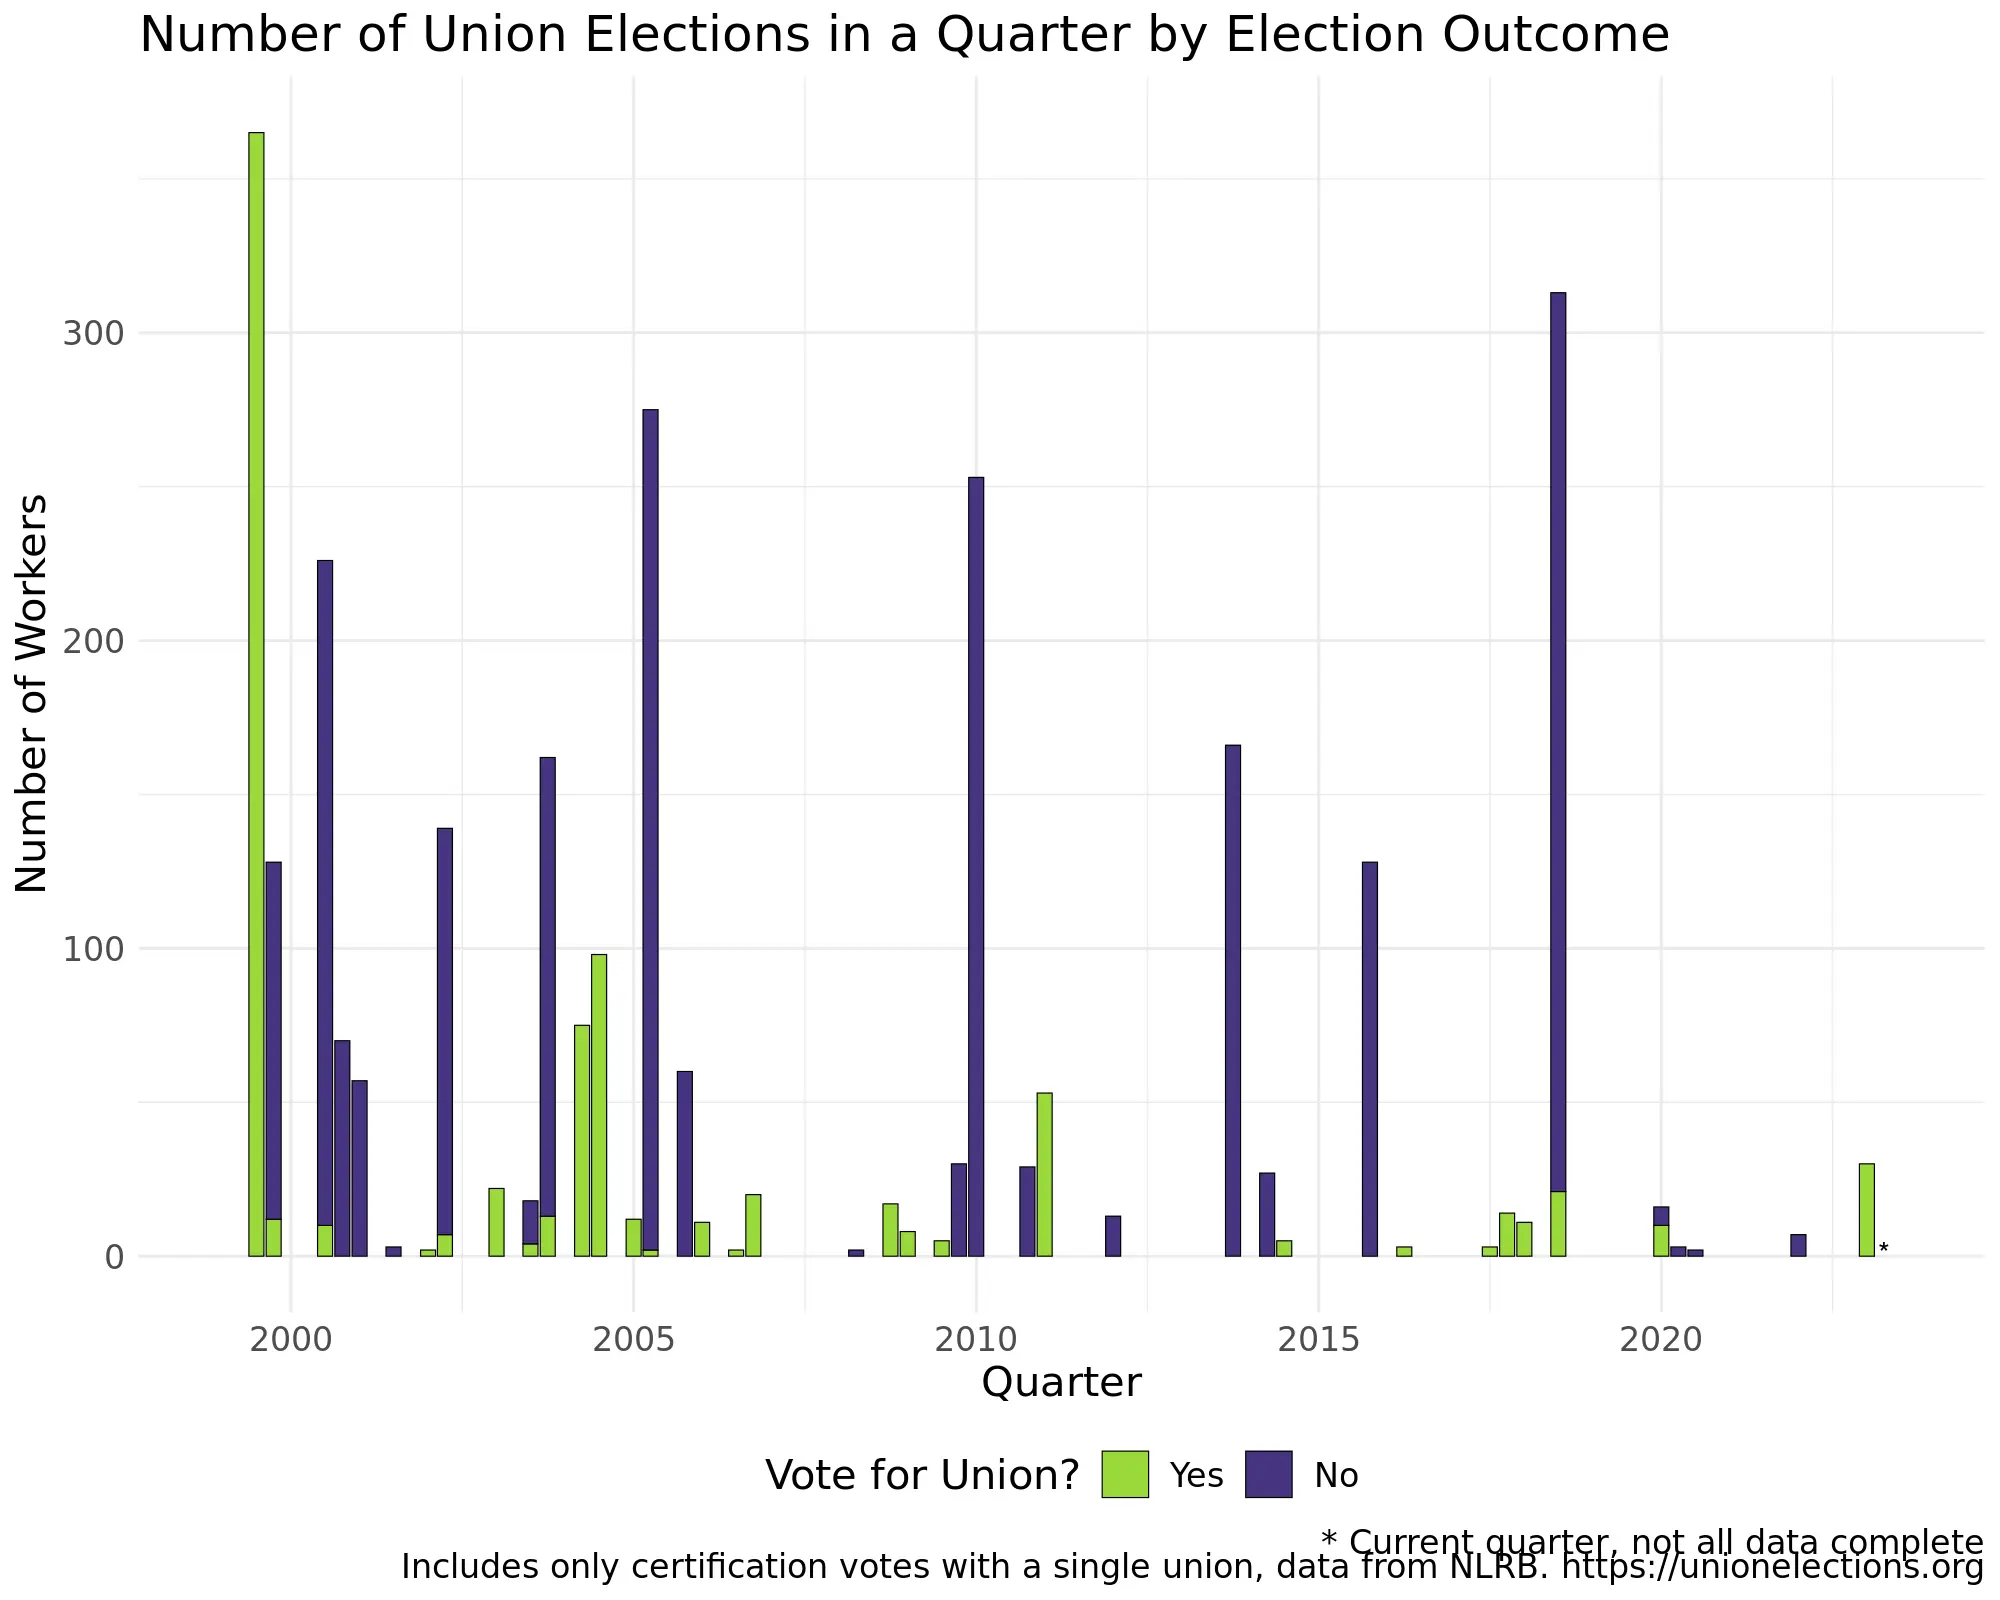 Number of Union Elections in a Quarter by Election Outcome
Number of Workers
300
200
100
0
*
2000 2005 2010 2015 2020
Quarter
Vote for Union? Yes No
* Current quarter, not all data complete
Includes only certification votes with a single union, data from NLRB. https://unionelections.org